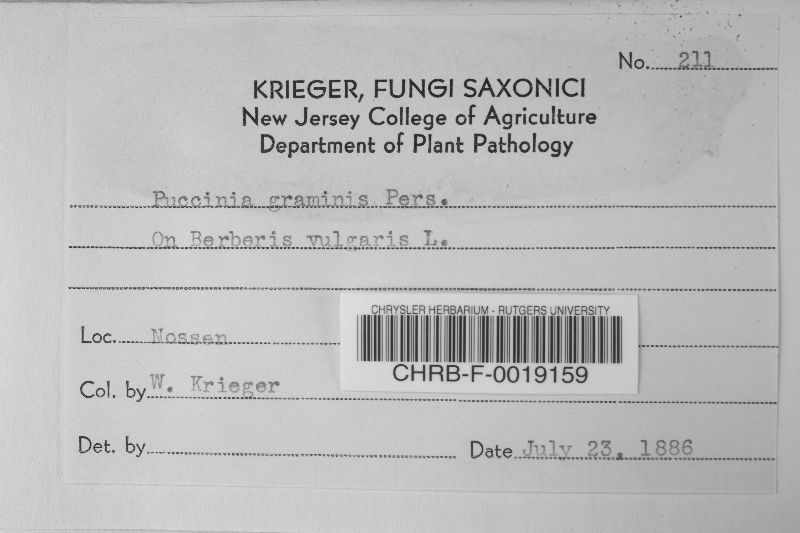 No. 211
KRIEGER, FUNGI SAXONICI
New Jersey College of Agriculture
Department of Plant Pathology
Puccinia graminis Pers.
On Berberis vulgaris L.
CHRYSLER HERBARIUM - RUTGERS UNIVERSITY
CHRB-F-0019159
Loc. Nossen
Col. by W. Krieger
Det. by
Date July 23, 1886